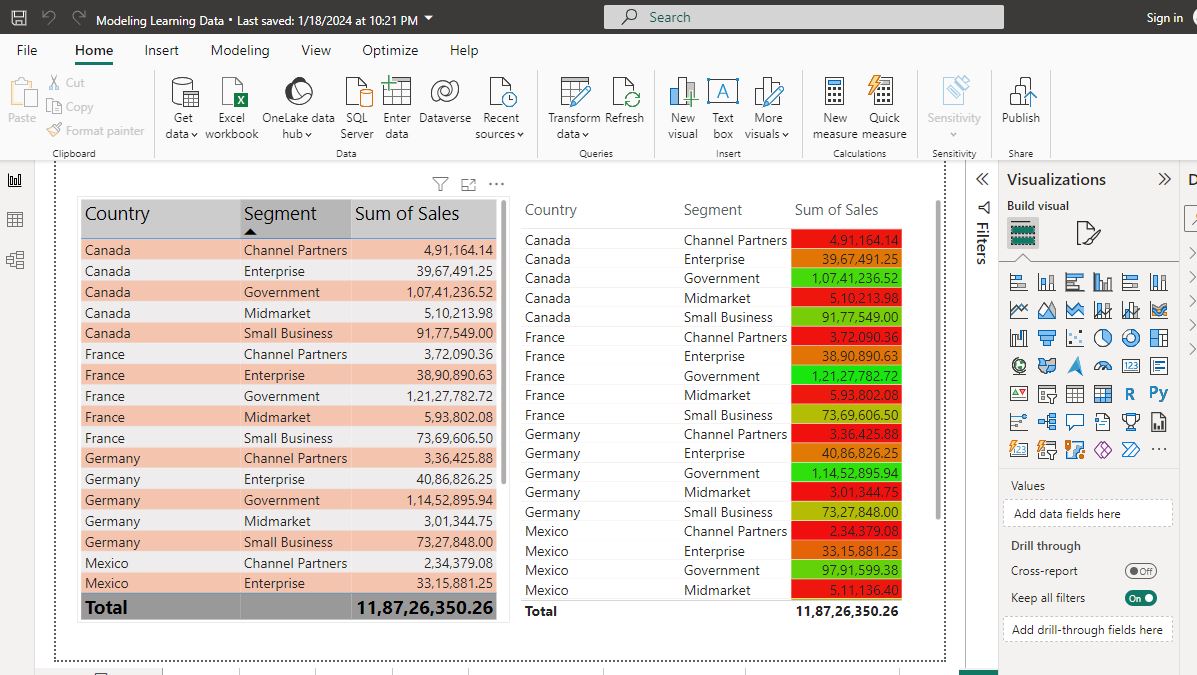 Modeling Learning Data • Last saved: 1/18/2024 at 10:21 PM
Search
Sign in
File Home Insert Modeling View Optimize Help
Paste
Cut
Copy
Format painter
Clipboard
Get data
Excel workbook
OneLake data hub
SQL Server
Enter data
Dataverse
Recent sources
Data
Transform data
Refresh
Queries
New visual
Text box
More visuals
Insert
New measure
Quick measure
Calculations
Sensitivity
Sensitivity
Publish
Share
Country Segment Sum of Sales
Canada Channel Partners 4,91,164.14
Canada Enterprise 39,67,491.25
Canada Government 1,07,41,236.52
Canada Midmarket 5,10,213.98
Canada Small Business 91,77,549.00
France Channel Partners 3,72,090.36
France Enterprise 38,90,890.63
France Government 1,21,27,782.72
France Midmarket 5,93,802.08
France Small Business 73,69,606.50
Germany Channel Partners 3,36,425.88
Germany Enterprise 40,86,826.25
Germany Government 1,14,52,895.94
Germany Midmarket 3,01,344.75
Germany Small Business 73,27,848.00
Mexico Channel Partners 2,34,379.08
Mexico Enterprise 33,15,881.25
Total 11,87,26,350.26
Country Segment Sum of Sales
Canada Channel Partners 4,91,164.14
Canada Enterprise 39,67,491.25
Canada Government 1,07,41,236.52
Canada Midmarket 5,10,213.98
Canada Small Business 91,77,549.00
France Channel Partners 3,72,090.36
France Enterprise 38,90,890.63
France Government 1,21,27,782.72
France Midmarket 5,93,802.08
France Small Business 73,69,606.50
Germany Channel Partners 3,36,425.88
Germany Enterprise 40,86,826.25
Germany Government 1,14,52,895.94
Germany Midmarket 3,01,344.75
Germany Small Business 73,27,848.00
Mexico Channel Partners 2,34,379.08
Mexico Enterprise 33,15,881.25
Mexico Government 97,91,599.38
Mexico Midmarket 5,11,136.40
Total 11,87,26,350.26
Filters
Visualizations
Build visual
123
R
Py
123
Values
Add data fields here
Drill through
Cross-report Off
Keep all filters On
Add drill-through fields here